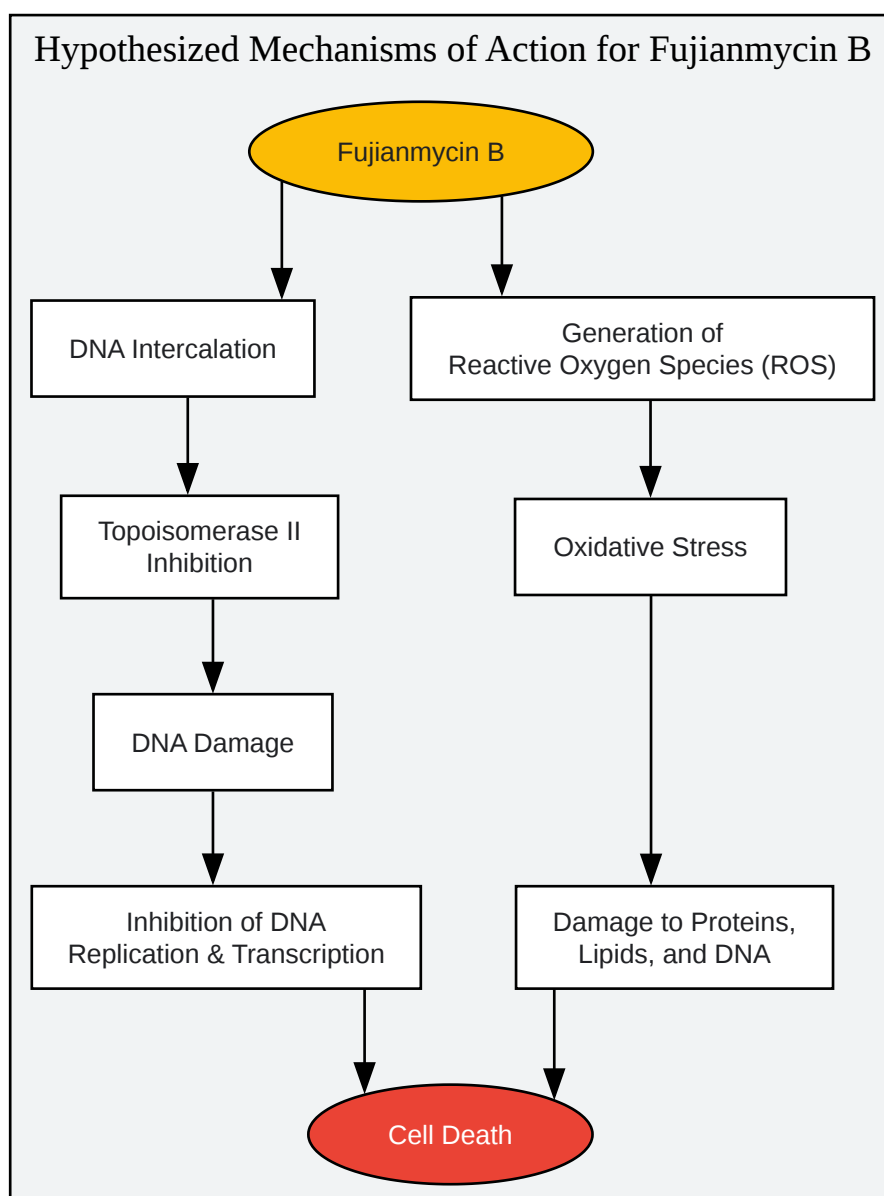 Hypothesized Mechanisms of Action for Fujianmycin B
Fujianmycin B
DNA Intercalation
Generation of
Reactive Oxygen Species (ROS)
Topoisomerase II
Inhibition
Oxidative Stress
DNA Damage
Inhibition of DNA
Replication & Transcription
Damage to Proteins,
Lipids, and DNA
Cell Death